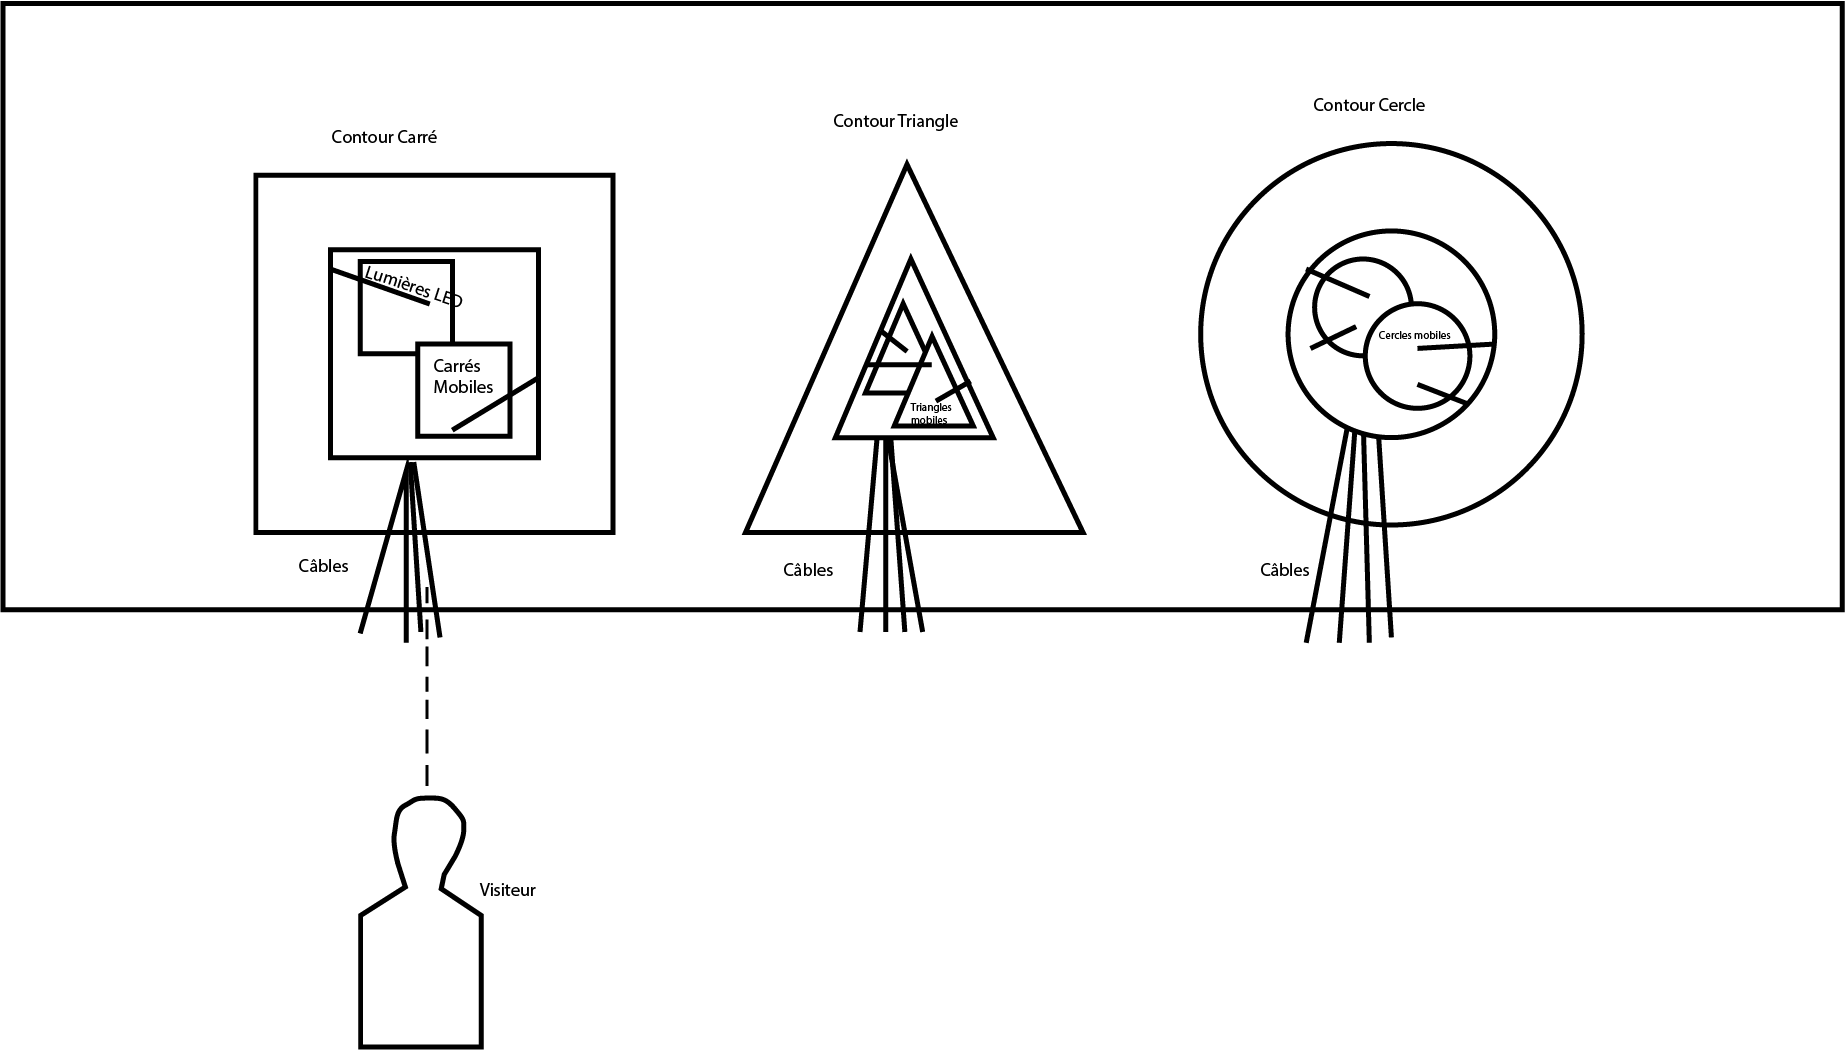 Contour Carré
Contour Triangle
Contour Cercle
Lumières LED
Carrés
Mobiles
Triangles
mobiles
Cercles mobiles
Câbles
Câbles
Câbles
Visiteur